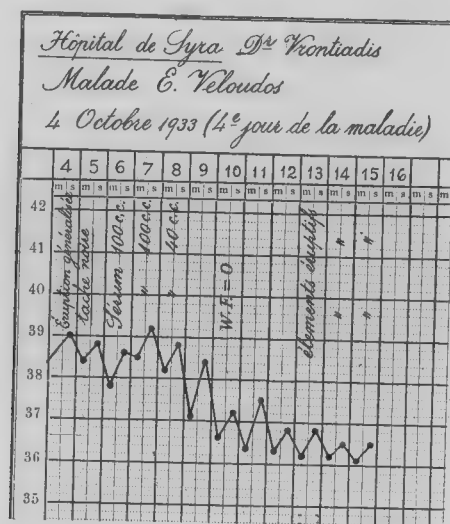 Hôpital de Syra Dr Vrontiadis
Malade E. Veloudos
4 Octobre 1933 (4e jour de la maladie)
4 5 6 7 8 9 10 11 12 13 14 15 16
m s m s m s m s m s m s m s m s m s m s m s m s m s m s m
42
41
40
39
38
37
36
35
Éruption généralisée
tache noire
Sérum 100 c.c.
" 100 c.c.
" 40 c.c.
W.F. = 0
éléments éruptifs
" "
" "